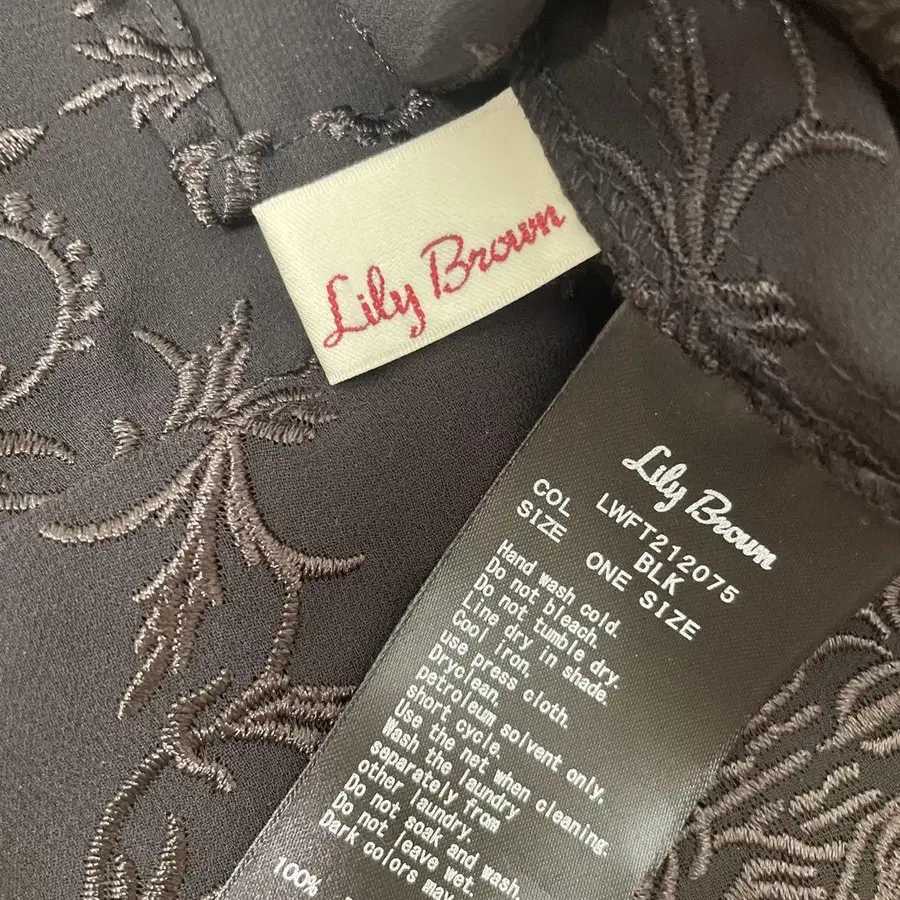 Lily Brown
Lily Brown
LWFT212075
COL BLK
SIZE ONE SIZE
Hand wash cold.
Do not bleach.
Do not tumble dry.
Line dry in shade.
Cool Iron,
use press cloth.
Dryclean,
petroleum solvent only.
short cycle.
Use the net when cleaning.
Wash the laundry
separately from
other laundry.
Do not soak and wash.
Do not leave wet.
Dark colors may
100%